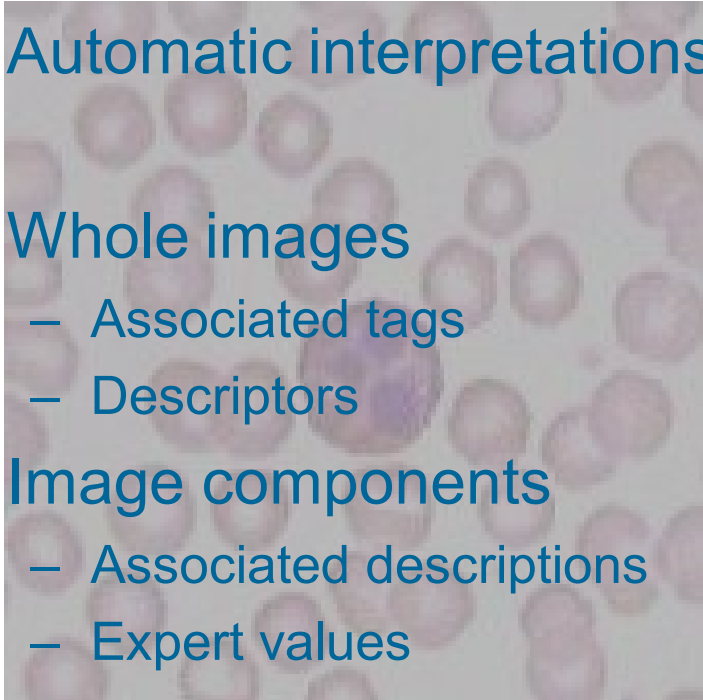 Automatic interpretations
Whole images
– Associated tags
– Descriptors
Image components
– Associated descriptions
– Expert values